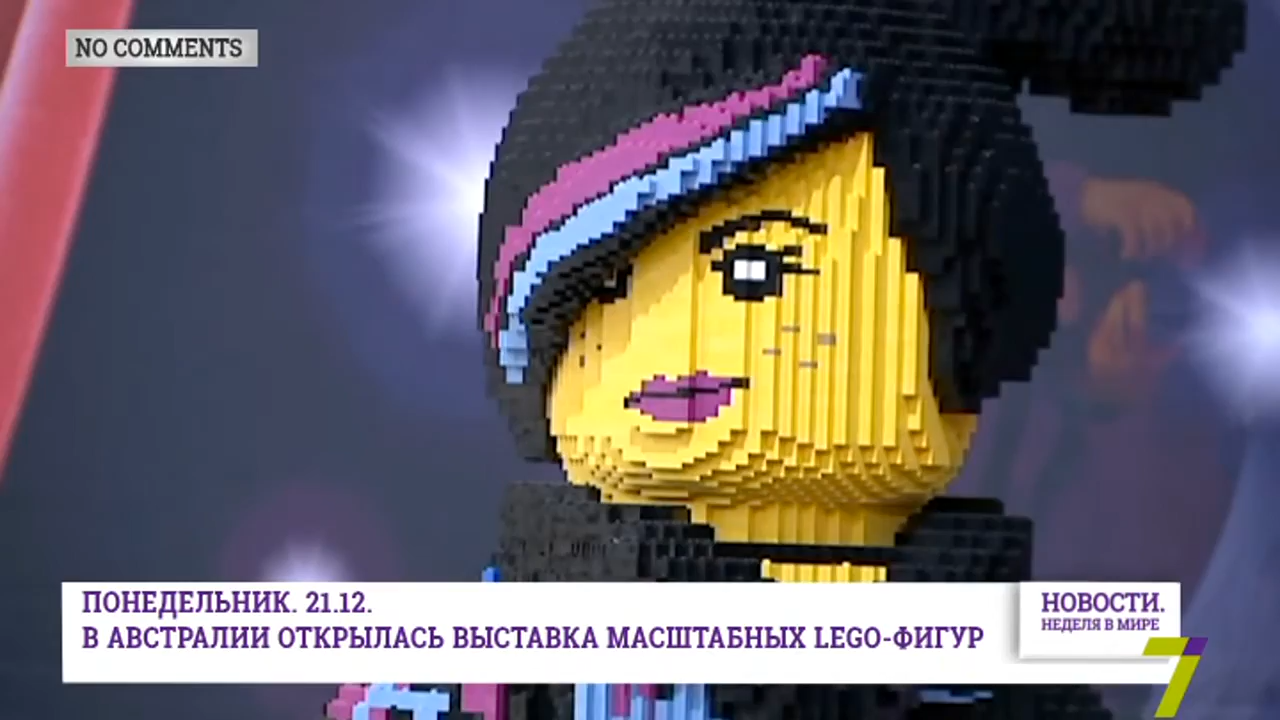 NO COMMENTS
ПОНЕДЕЛЬНИК. 21.12.
В АВСТРАЛИИ ОТКРЫЛАСЬ ВЫСТАВКА МАСШТАБНЫХ LEGO-ФИГУР
НОВОСТИ.
НЕДЕЛЯ В МИРЕ
7